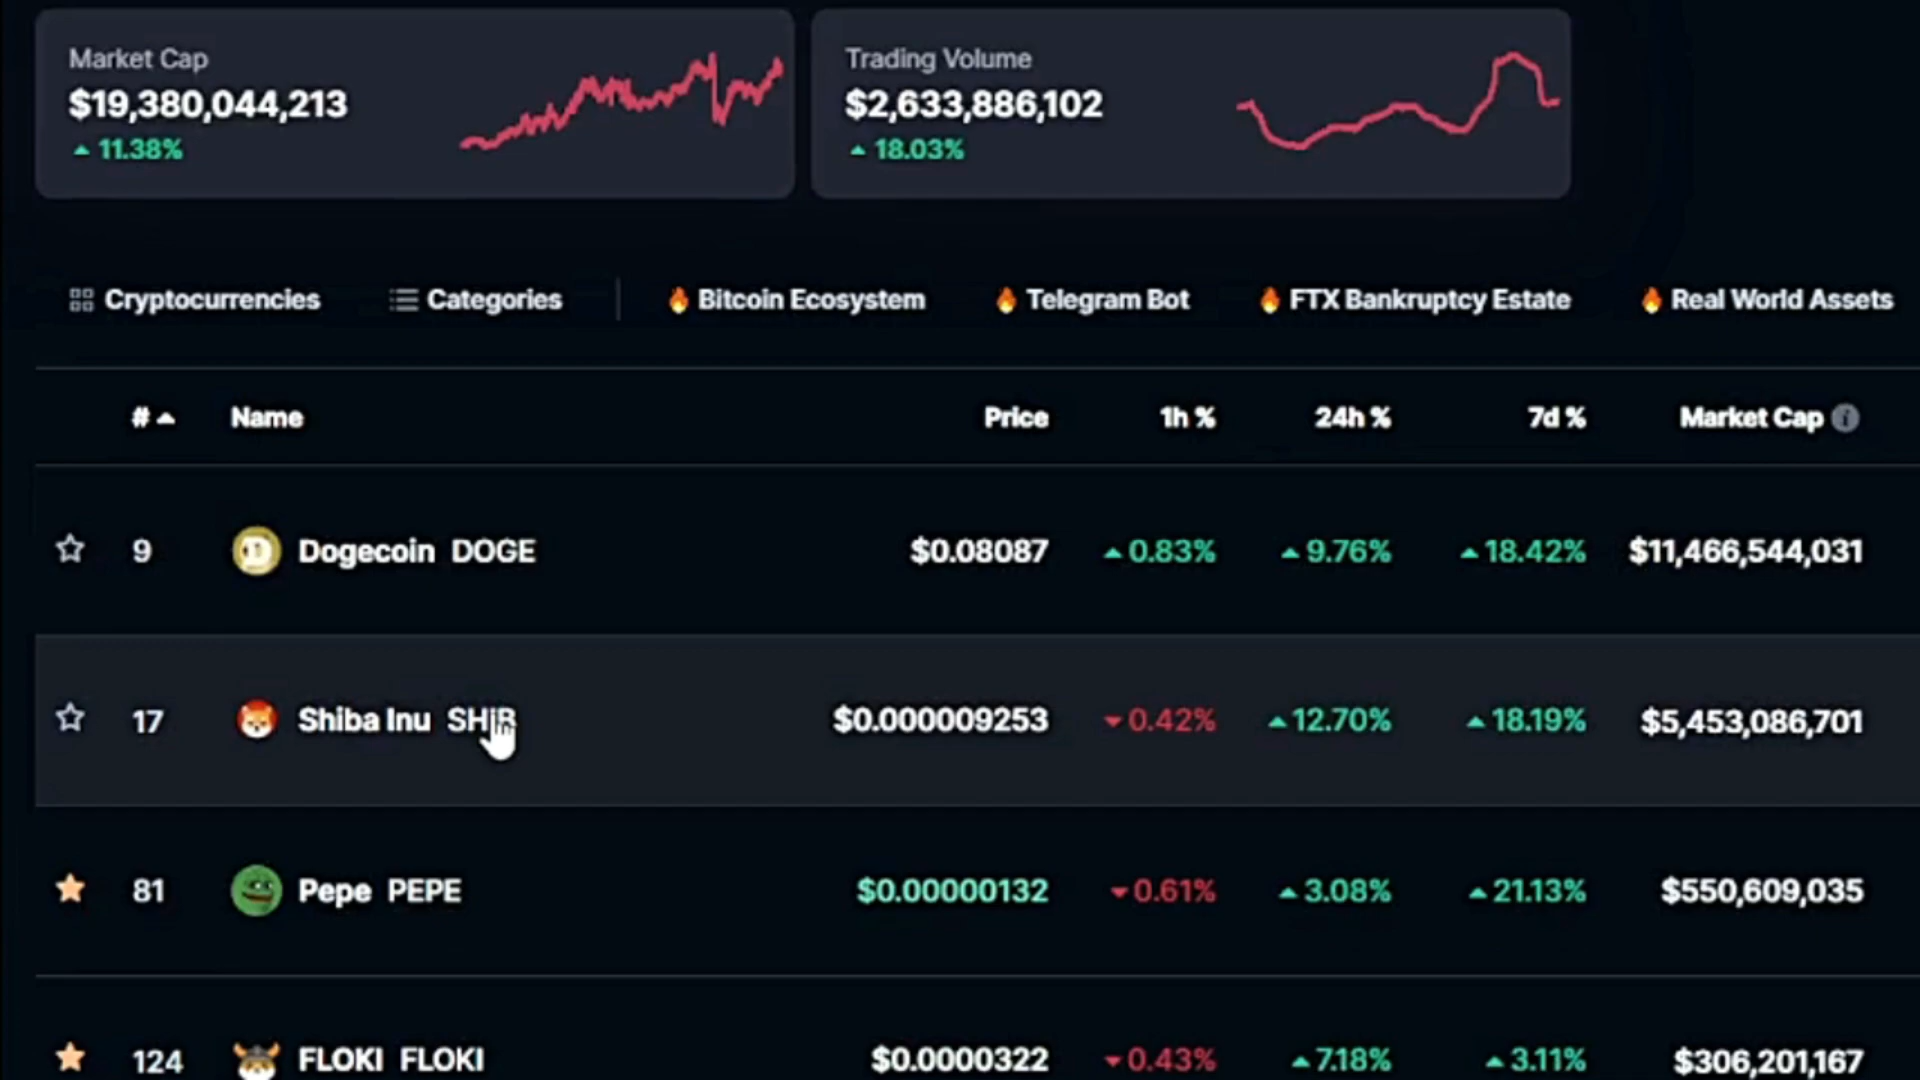 Market Cap
$19,380,044,213
11.38%
Trading Volume
$2,633,886,102
18.03%
Cryptocurrencies Categories Bitcoin Ecosystem Telegram Bot FTX Bankruptcy Estate Real World Assets
# Name Price 1h % 24h % 7d % Market Cap
9 Dogecoin DOGE $0.08087 0.83% 9.76% 18.42% $11,466,544,031
17 Shiba Inu SHIB $0.000009253 0.42% 12.70% 18.19% $5,453,086,701
81 Pepe PEPE $0.00000132 0.61% 3.08% 21.13% $550,609,035
124 FLOKI FLOKI $0.0000322 0.43% 7.18% 3.11% $306,201,167